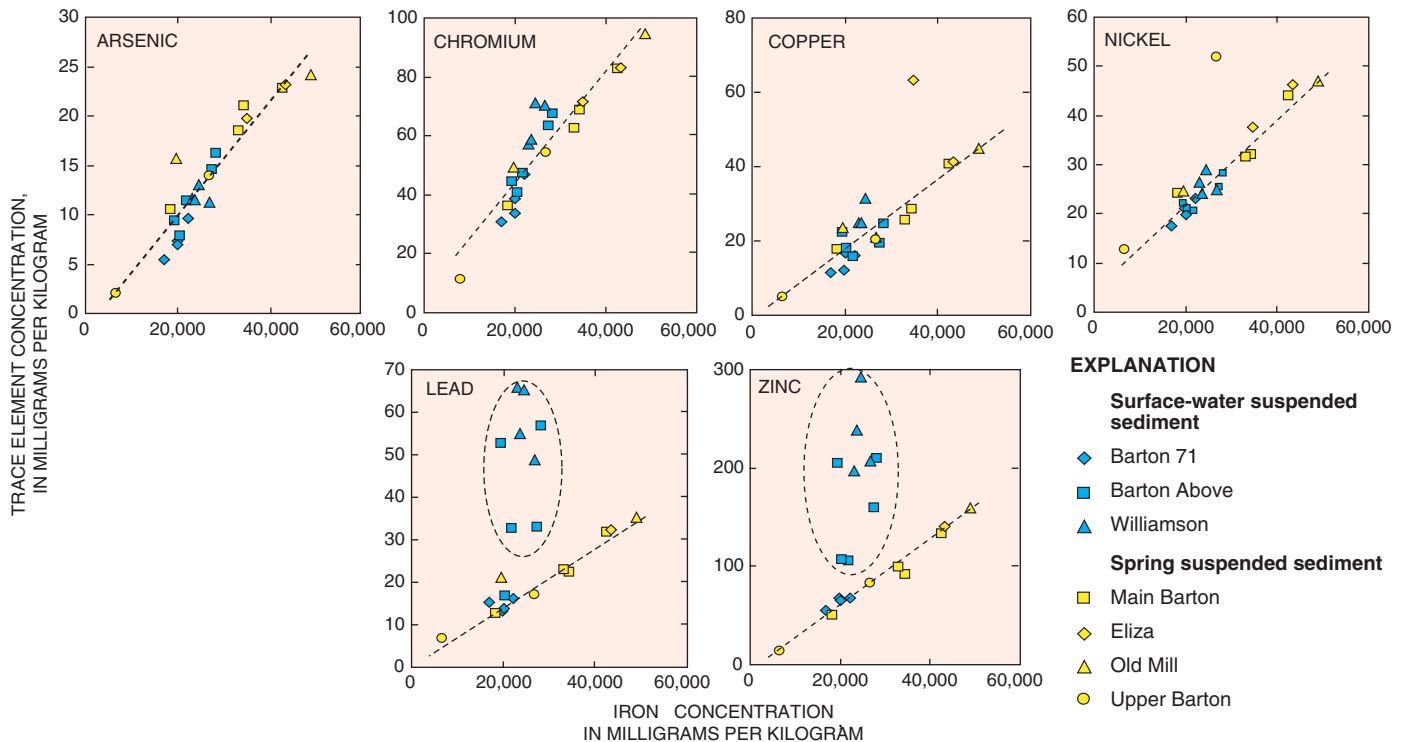 TRACE ELEMENT CONCENTRATION,
IN MILLIGRAMS PER KILOGRAM
ARSENIC
30
25
20
15
10
5
0
0 20,000 40,000 60,000
CHROMIUM
100
80
60
40
20
0
0 20,000 40,000 60,000
COPPER
80
60
40
20
0
0 20,000 40,000 60,000
NICKEL
60
50
40
30
20
10
0
0 20,000 40,000 60,000
LEAD
70
60
50
40
30
20
10
0
0 20,000 40,000 60,000
ZINC
300
200
100
0
0 20,000 40,000 60,000
IRON CONCENTRATION
IN MILLIGRAMS PER KILOGRAM
EXPLANATION
Surface-water suspended
sediment
Barton 71
Barton Above
Williamson
Spring suspended sediment
Main Barton
Eliza
Old Mill
Upper Barton